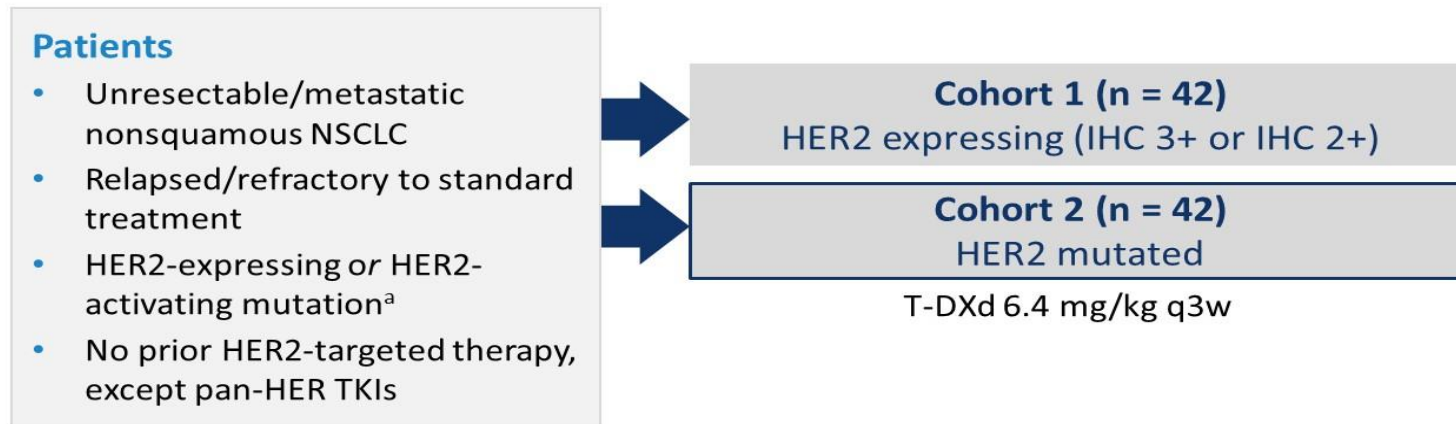 Patients
• Unresectable/metastatic
nonsquamous NSCLC
• Relapsed/refractory to standard
treatment
• HER2-expressing or HER2-
activating mutationᵃ
• No prior HER2-targeted therapy,
except pan-HER TKIs
Cohort 1 (n = 42)
HER2 expressing (IHC 3+ or IHC 2+)
Cohort 2 (n = 42)
HER2 mutated
T-DXd 6.4 mg/kg q3w